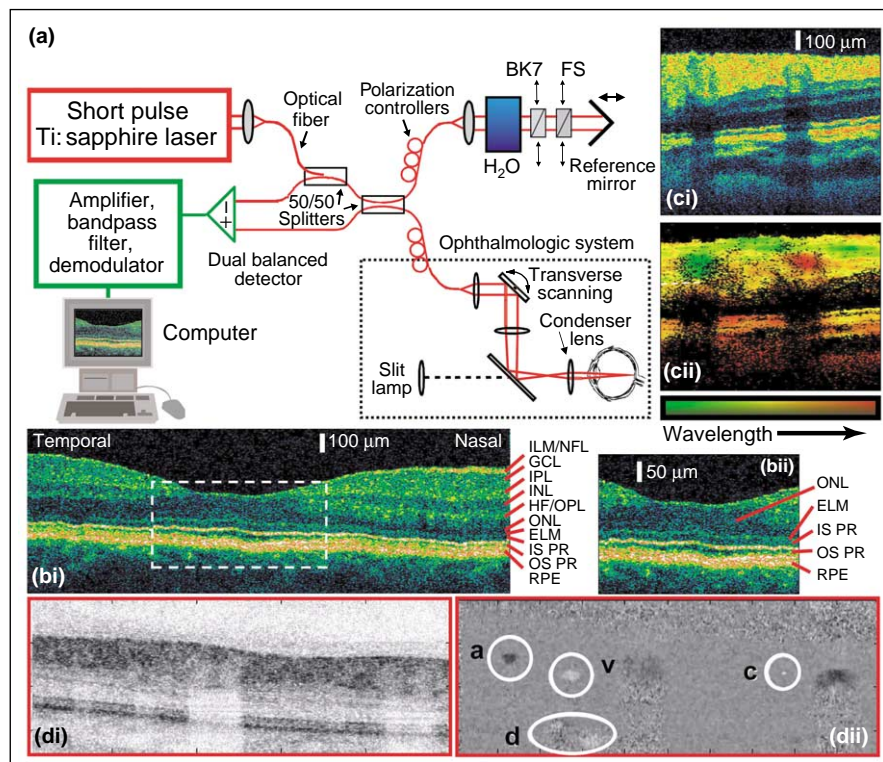 (a)
Short pulse
Ti: sapphire laser
Optical
fiber
Polarization
controllers
BK7
FS
H2O
Reference
mirror
50/50
Splitters
Amplifier,
bandpass
filter,
demodulator
– +
Dual balanced
detector
Computer
Ophthalmologic system
Transverse
scanning
Condenser
lens
Slit
lamp
100 μm
(ci)
(cii)
Wavelength
Temporal
100 μm
Nasal
(bi)
ILM/NFL
GCL
IPL
INL
HF/OPL
ONL
ELM
IS PR
OS PR
RPE
50 μm
(bii)
ONL
ELM
IS PR
OS PR
RPE
(di)
a
v
c
d
(dii)